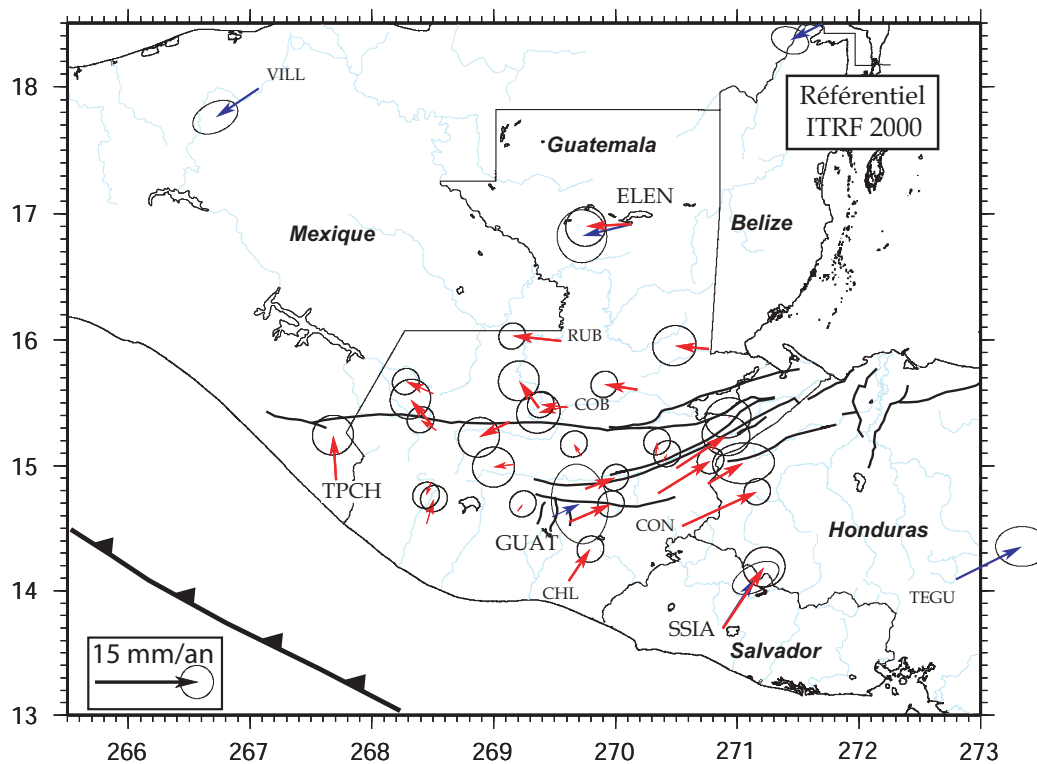 18
VILL
Référentiel
ITRF 2000
Guatemala
17
ELEN
Mexique
Belize
16
RUB
COB
15
TPCH
GUAT
CON
Honduras
14
CHL
TEGU
SSIA
15 mm/an
Salvador
13
266 267 268 269 270 271 272 273